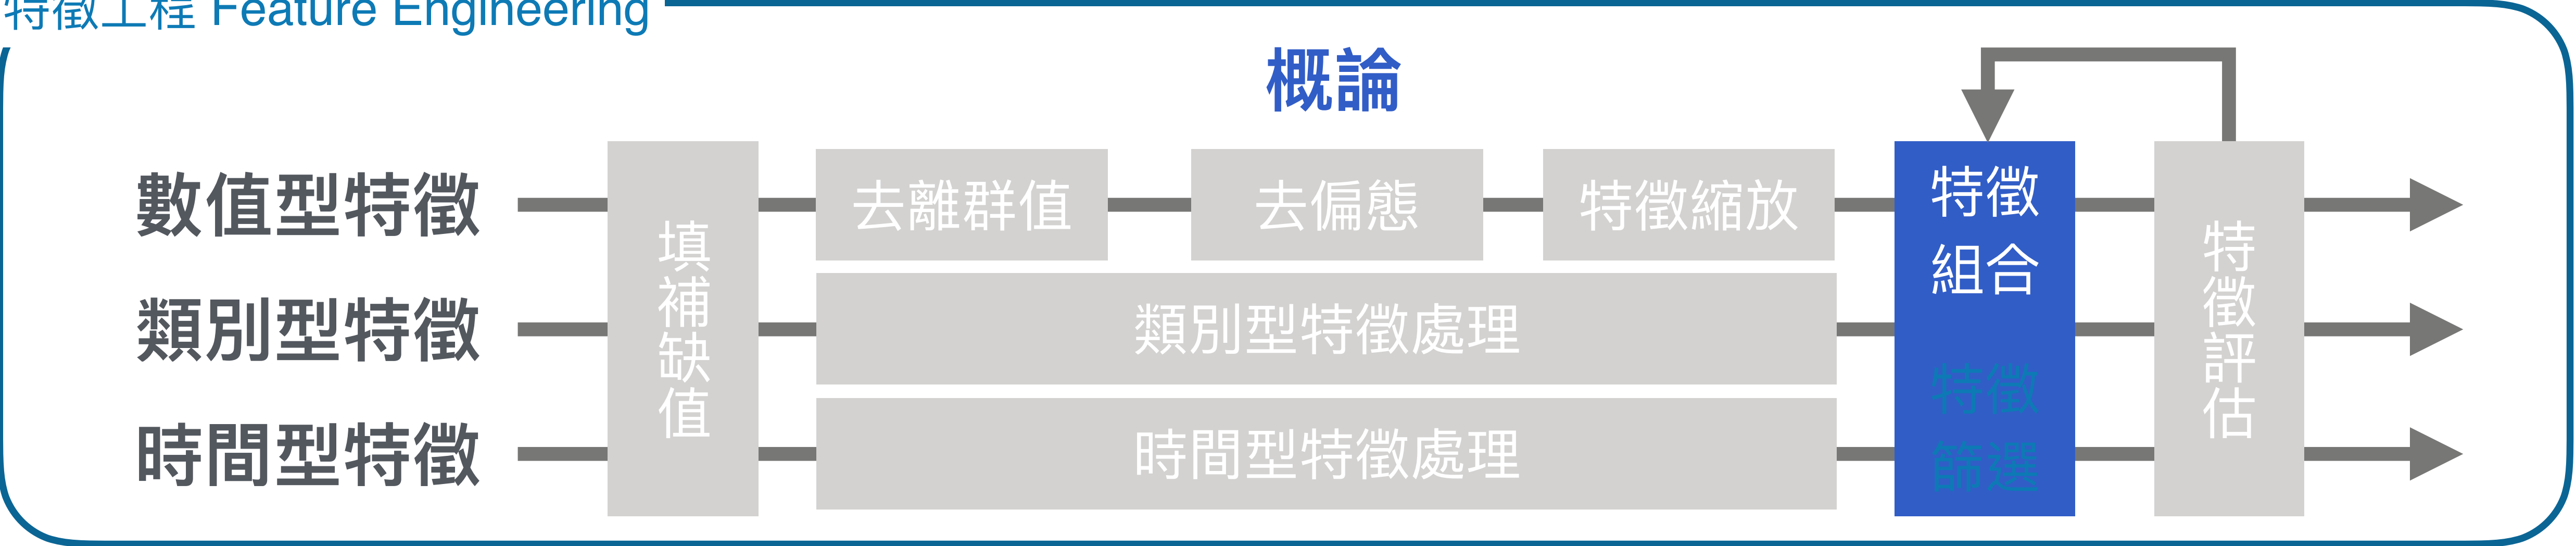 特徵工程 Feature Engineering
概論
數值型特徵
類別型特徵
時間型特徵
填補缺值
去離群值
去偏態
特徵縮放
類別型特徵處理
時間型特徵處理
特徵
組合
特徵
篩選
特徵評估